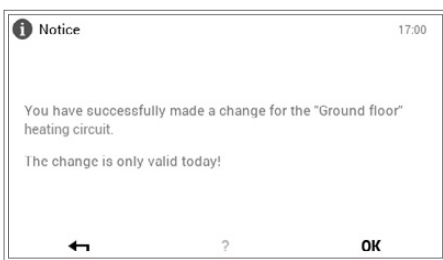 i Notice 17:00
You have successfully made a change for the "Ground floor"
heating circuit.
The change is only valid today!
? OK